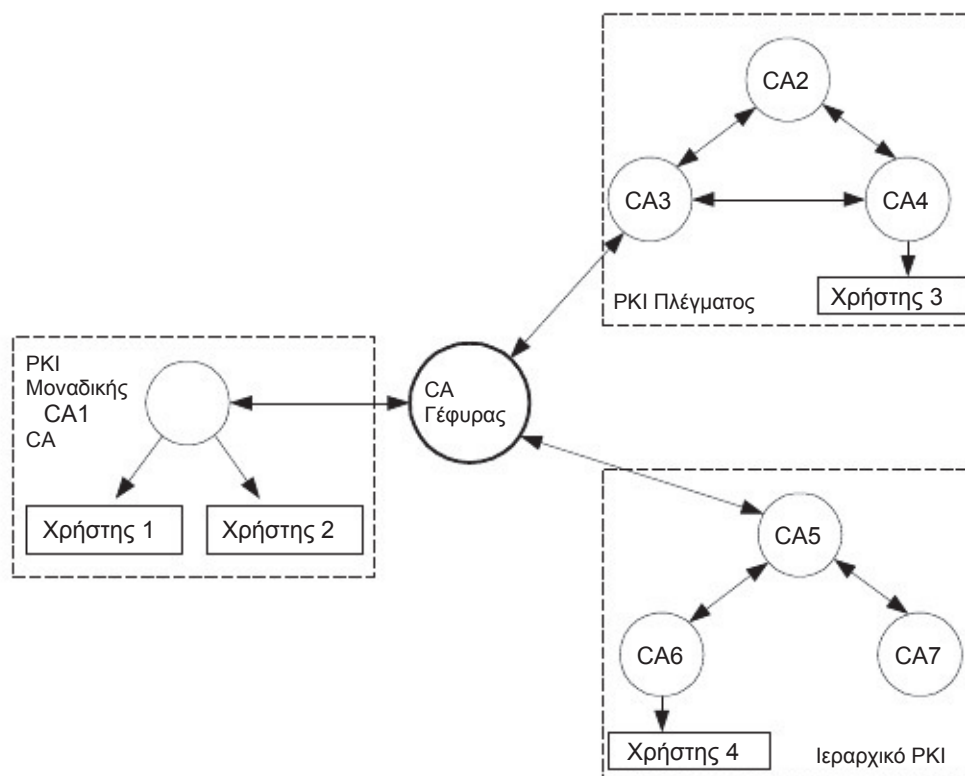 CA2
CA3
CA4
Χρήστης 3
PKI Πλέγματος
PKI
Μοναδικής
CA1
CA
CA
Γέφυρας
Χρήστης 1
Χρήστης 2
CA5
CA6
CA7
Χρήστης 4
Ιεραρχικό PKI